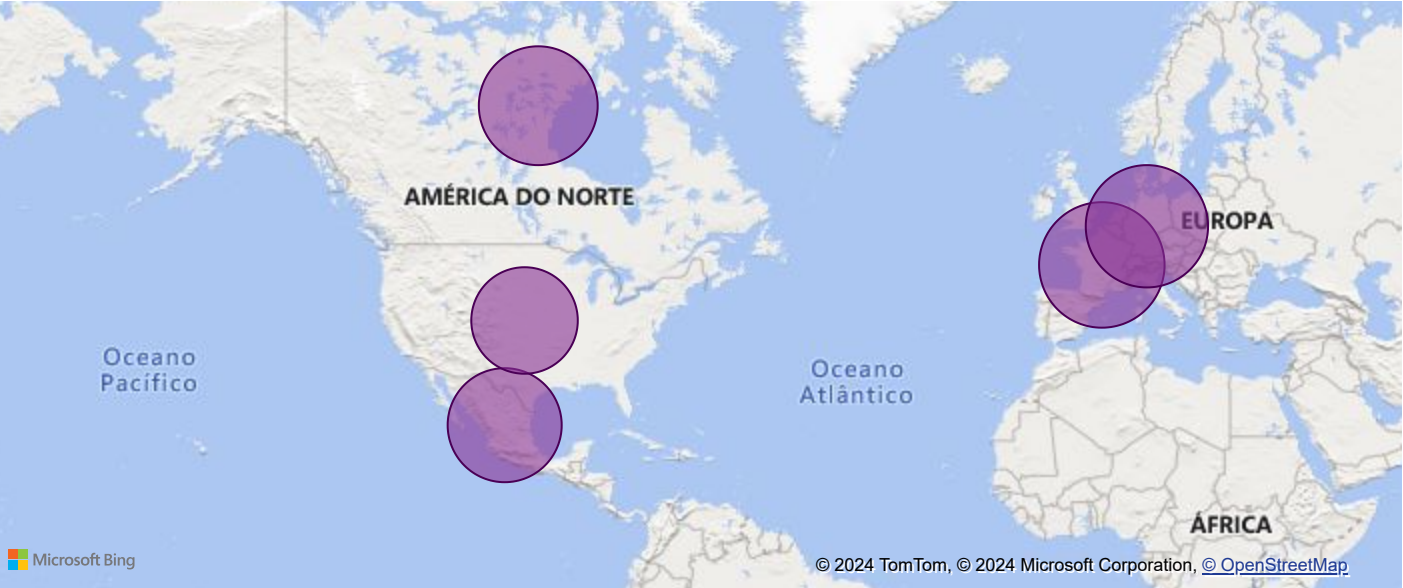 AMÉRICA DO NORTE
EUROPA
Oceano
Pacífico
Oceano
Atlântico
ÁFRICA
Microsoft Bing
© 2024 TomTom, © 2024 Microsoft Corporation, © OpenStreetMap